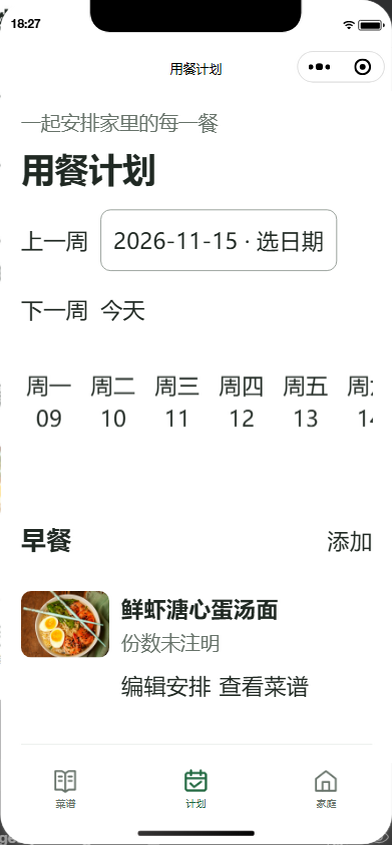 18:27
用餐计划
一起安排家里的每一餐
用餐计划
上一周 2026-11-15 · 选日期
下一周 今天
周一 周二 周三 周四 周五
09 10 11 12 13
早餐 添加
鲜虾溏心蛋汤面
份数未注明
编辑安排 查看菜谱
菜谱 计划 家庭